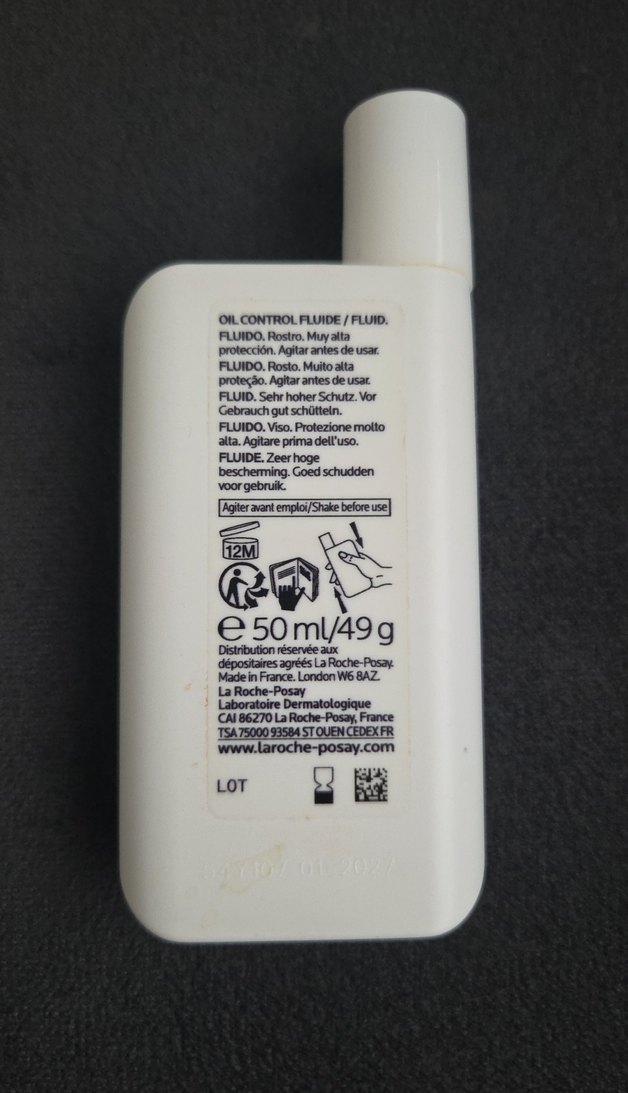 OIL CONTROL FLUIDE / FLUID.
FLUIDO. Rostro. Muy alta
protección. Agitar antes de usar.
FLUIDO. Rosto. Muito alta
proteção. Agitar antes de usar.
FLUID. Sehr hoher Schutz. Vor
Gebrauch gut schütteln.
FLUIDO. Viso. Protezione molto
alta. Agitare prima dell'uso.
FLUIDE. Zeer hoge
bescherming. Goed schudden
voor gebruik.
Agiter avant emploi/Shake before use
12M
℮ 50 ml/49 g
Distribution réservée aux
dépositaires agréés La Roche-Posay.
Made in France. London W6 8AZ.
La Roche-Posay
Laboratoire Dermatologique
CAI 86270 La Roche-Posay, France
TSA 75000 93584 ST OUEN CEDEX FR
www.laroche-posay.com
LOT
01 2027